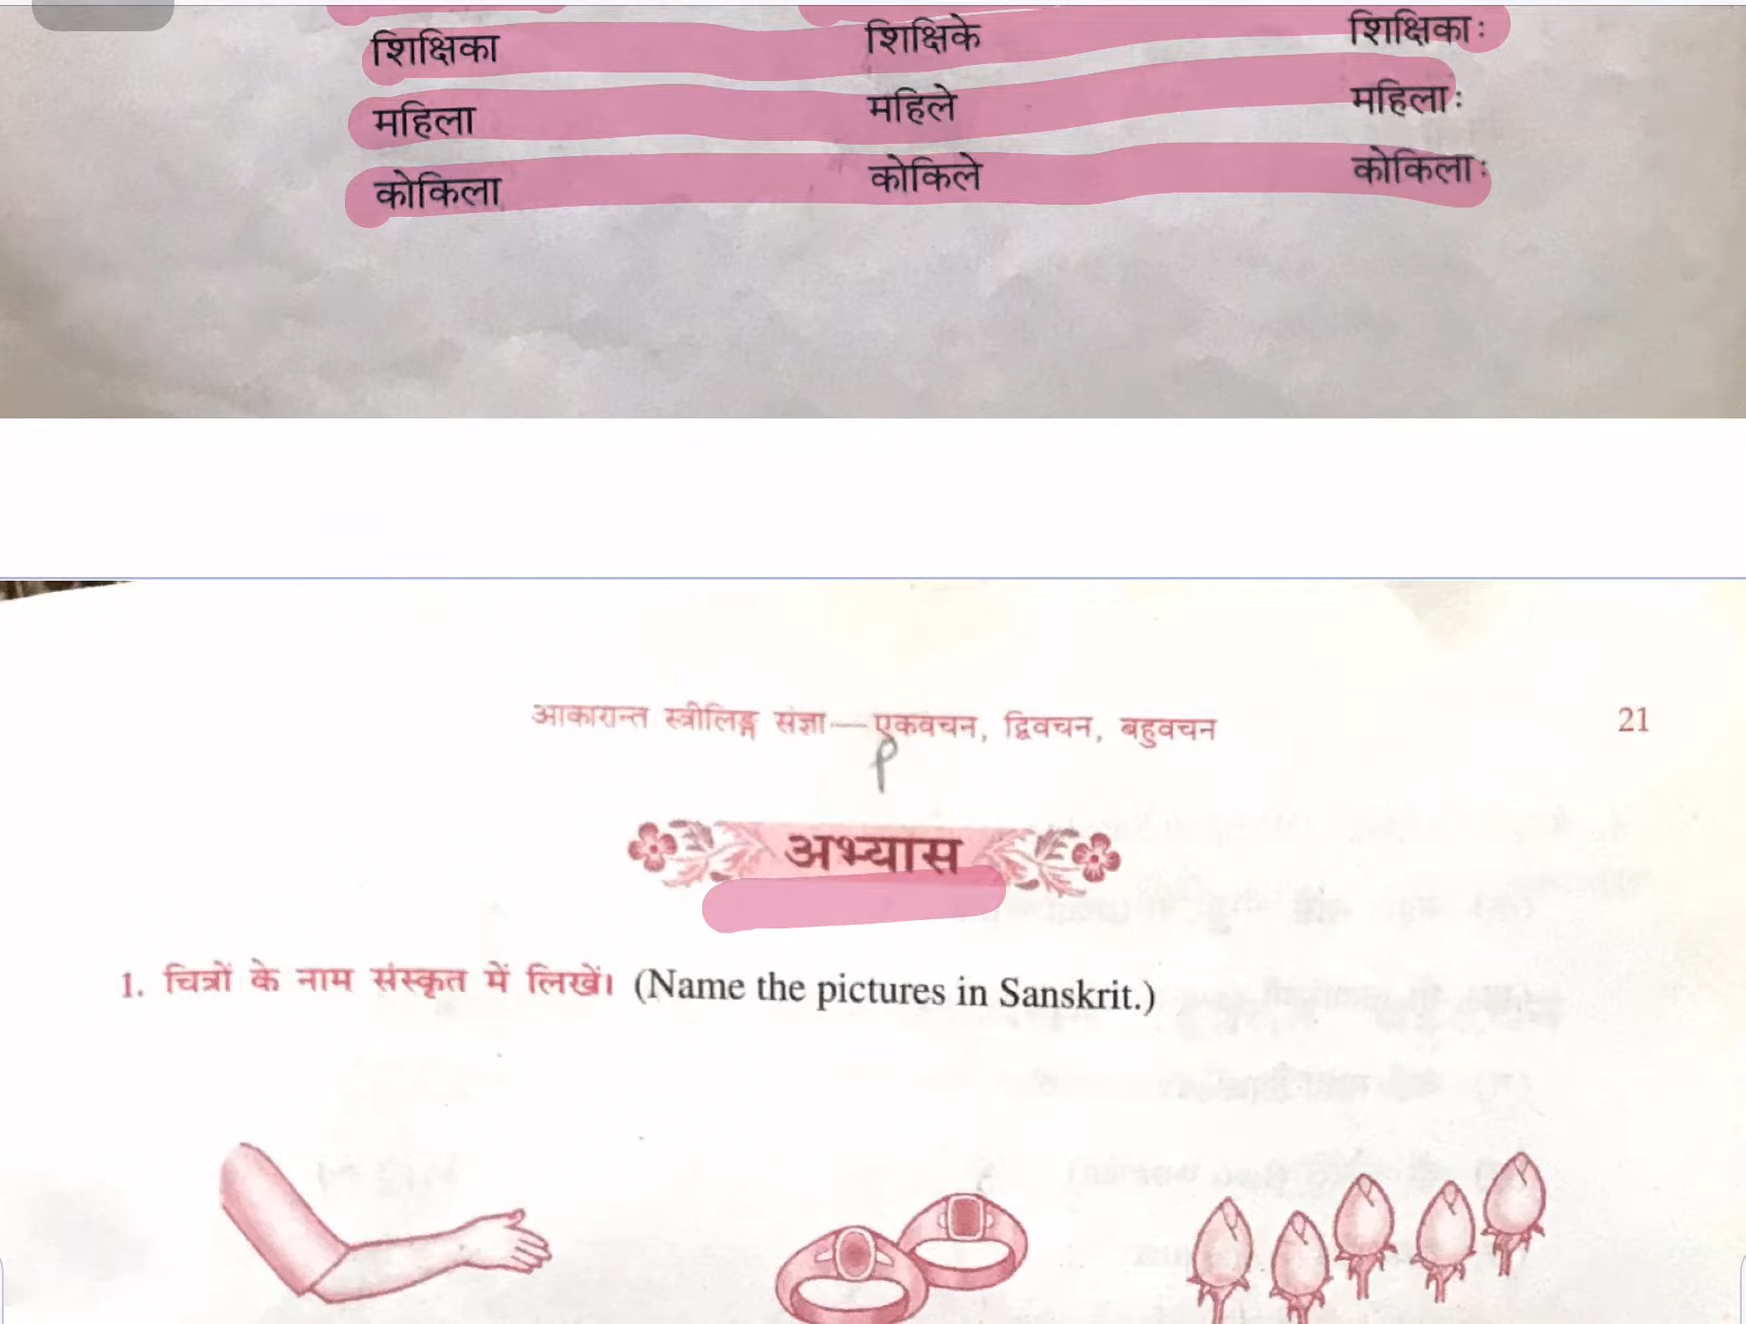 शिक्षिका शिक्षिके शिक्षिकाः
महिला महिले महिलाः
कोकिला कोकिले कोकिलाः
आकारान्त स्त्रीलिङ्ग संज्ञा—एकवचन, द्विवचन, बहुवचन 21
अभ्यास
1. चित्रों के नाम संस्कृत में लिखें। (Name the pictures in Sanskrit.)